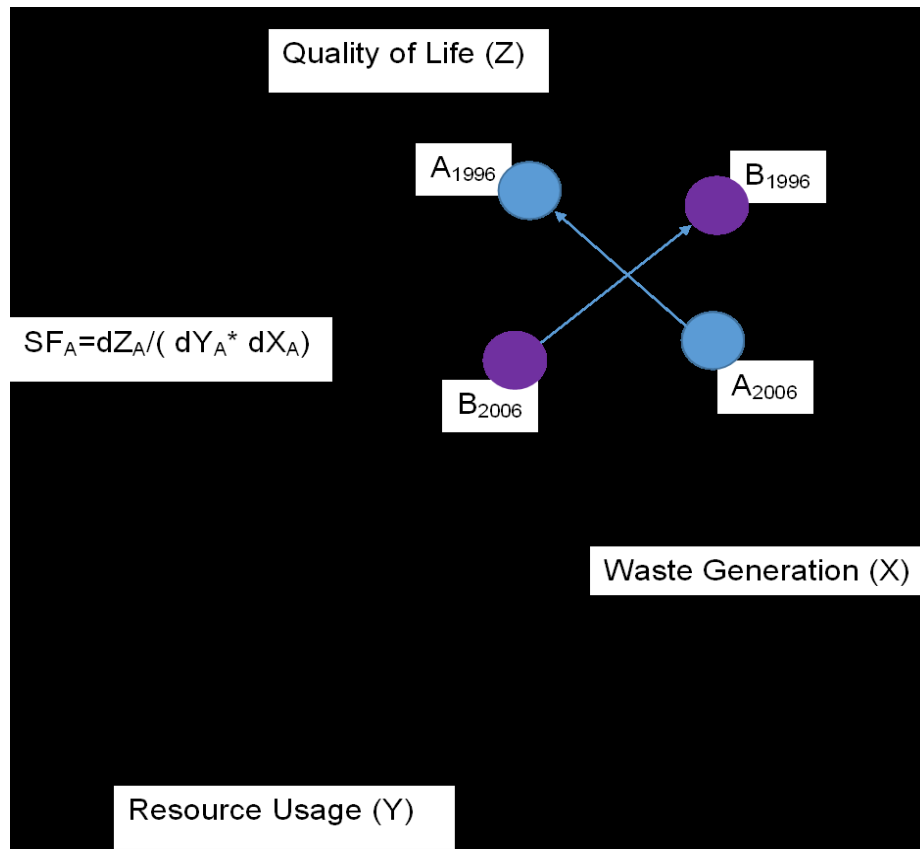 Quality of Life (Z)
A1996
B1996
SFA=dZA/( dYA* dXA)
B2006
A2006
Waste Generation (X)
Resource Usage (Y)